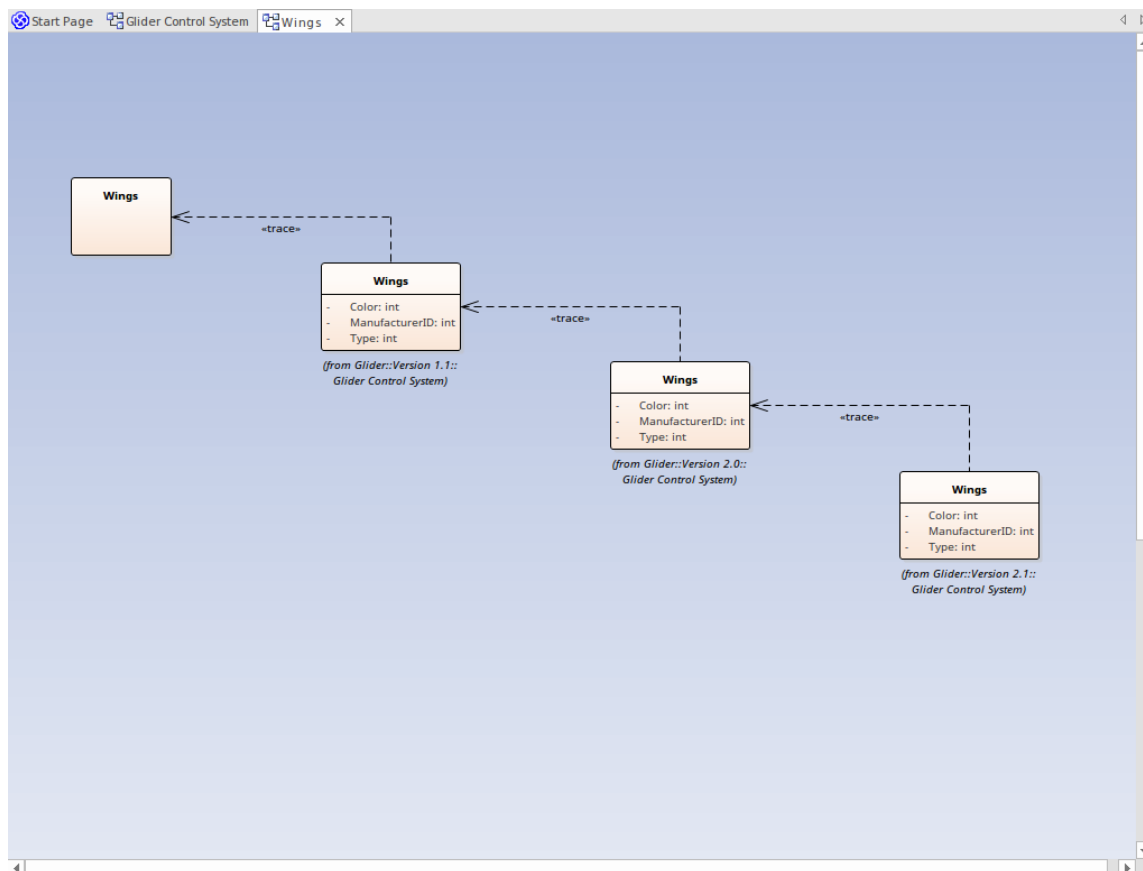 Start Page Glider Control System Wings
Wings
«trace»
Wings
- Color: int
- ManufacturerID: int
- Type: int
(from Glider::Version 1.1::
Glider Control System)
«trace»
Wings
- Color: int
- ManufacturerID: int
- Type: int
(from Glider::Version 2.0::
Glider Control System)
«trace»
Wings
- Color: int
- ManufacturerID: int
- Type: int
(from Glider::Version 2.1::
Glider Control System)